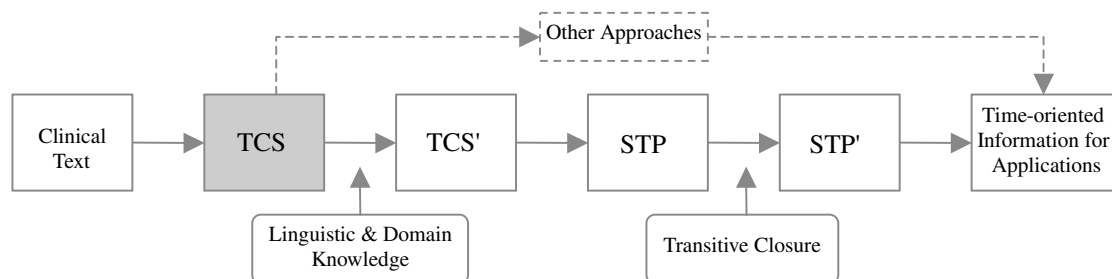 Other Approaches
Clinical
Text
TCS
TCS'
STP
STP'
Time-oriented
Information for
Applications
Linguistic & Domain
Knowledge
Transitive Closure